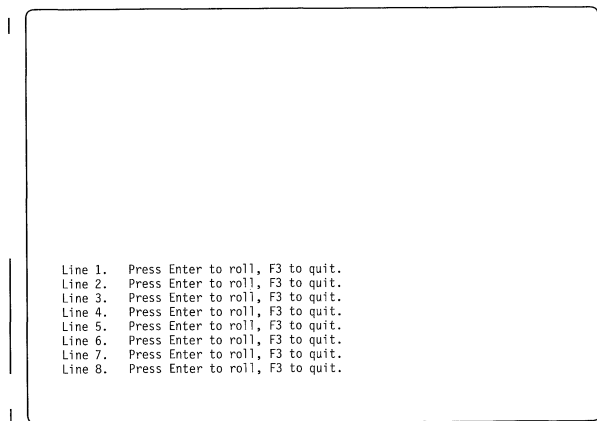 Line 1. Press Enter to roll, F3 to quit.
Line 2. Press Enter to roll, F3 to quit.
Line 3. Press Enter to roll, F3 to quit.
Line 4. Press Enter to roll, F3 to quit.
Line 5. Press Enter to roll, F3 to quit.
Line 6. Press Enter to roll, F3 to quit.
Line 7. Press Enter to roll, F3 to quit.
Line 8. Press Enter to roll, F3 to quit.